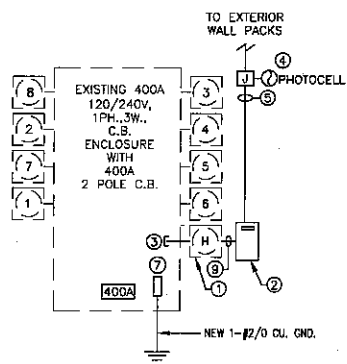 TO EXTERIOR
WALL PACKS
4
J
PHOTOCELL
5
8
2
7
1
EXISTING 400A
120/240V,
1PH.,3W.,
C.B.
ENCLOSURE
WITH
400A
2 POLE C.B.
3
4
5
6
3
H
9
1
2
7
400A
NEW 1-#2/0 CU. GND.